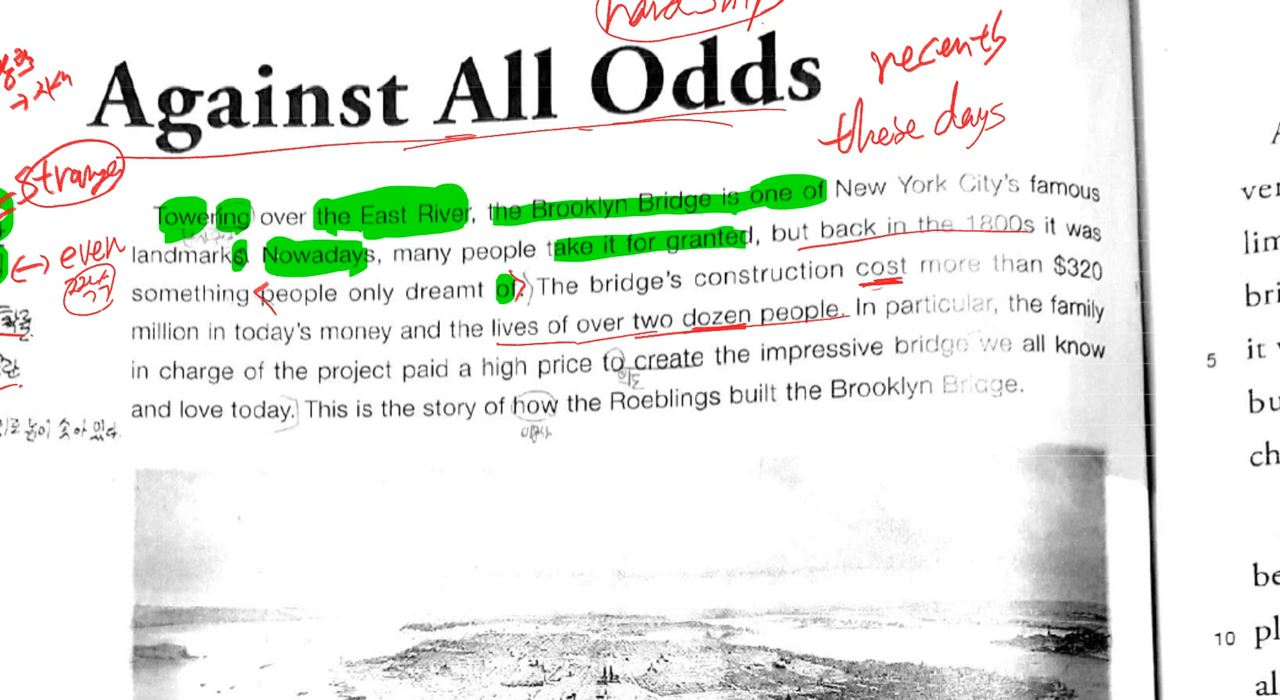 hardship
Against All Odds
recently
these days
strange
Towering over the East River, the Brooklyn Bridge is one of New York City's famous
landmarks. Nowadays, many people take it for granted, but back in the 1800s it was
something people only dreamt of. The bridge's construction cost more than $320
million in today's money and the lives of over two dozen people. In particular, the family
in charge of the project paid a high price to create the impressive bridge we all know
and love today. This is the story of how the Roeblings built the Brooklyn Bridge.
even
의문사
ver
lim
bri
5 it
bu
ch
be
10 pl
al